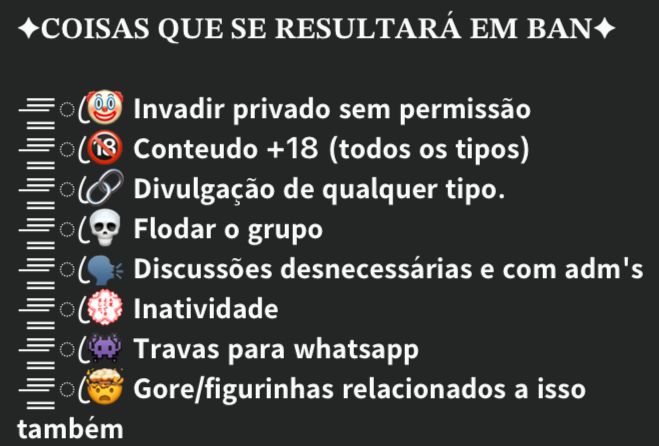 ✦COISAS QUE SE RESULTARÁ EM BAN✦
🤡 Invadir privado sem permissão
🔞 Conteudo +18 (todos os tipos)
🔗 Divulgação de qualquer tipo.
💀 Flodar o grupo
🗣️ Discussões desnecessárias e com adm's
💮 Inatividade
👾 Travas para whatsapp
🤯 Gore/figurinhas relacionados a isso
também